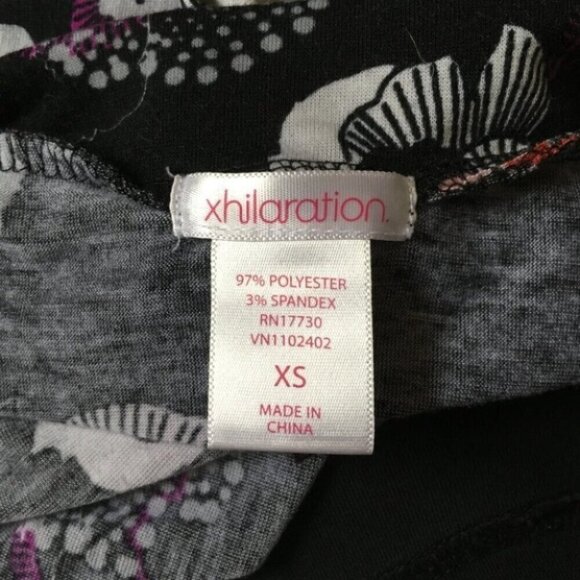 xhilaration.
97% POLYESTER
3% SPANDEX
RN17730
VN1102402
XS
MADE IN
CHINA